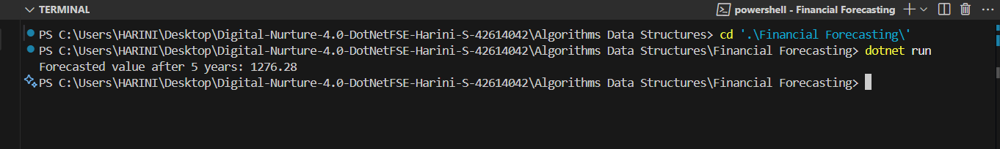 TERMINAL
powershell - Financial Forecasting
PS C:\Users\HARINI\Desktop\Digital-Nurture-4.0-DotNetFSE-Harini-S-42614042\Algorithms Data Structures> cd '.\Financial Forecasting\'
PS C:\Users\HARINI\Desktop\Digital-Nurture-4.0-DotNetFSE-Harini-S-42614042\Algorithms Data Structures\Financial Forecasting> dotnet run
Forecasted value after 5 years: 1276.28
PS C:\Users\HARINI\Desktop\Digital-Nurture-4.0-DotNetFSE-Harini-S-42614042\Algorithms Data Structures\Financial Forecasting>